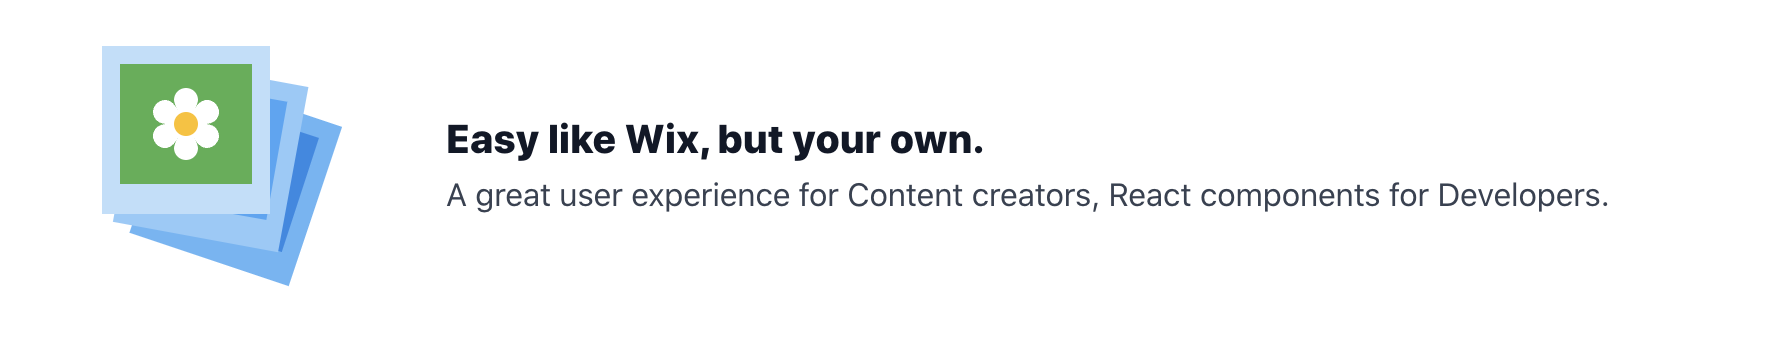 Easy like Wix, but your own.
A great user experience for Content creators, React components for Developers.